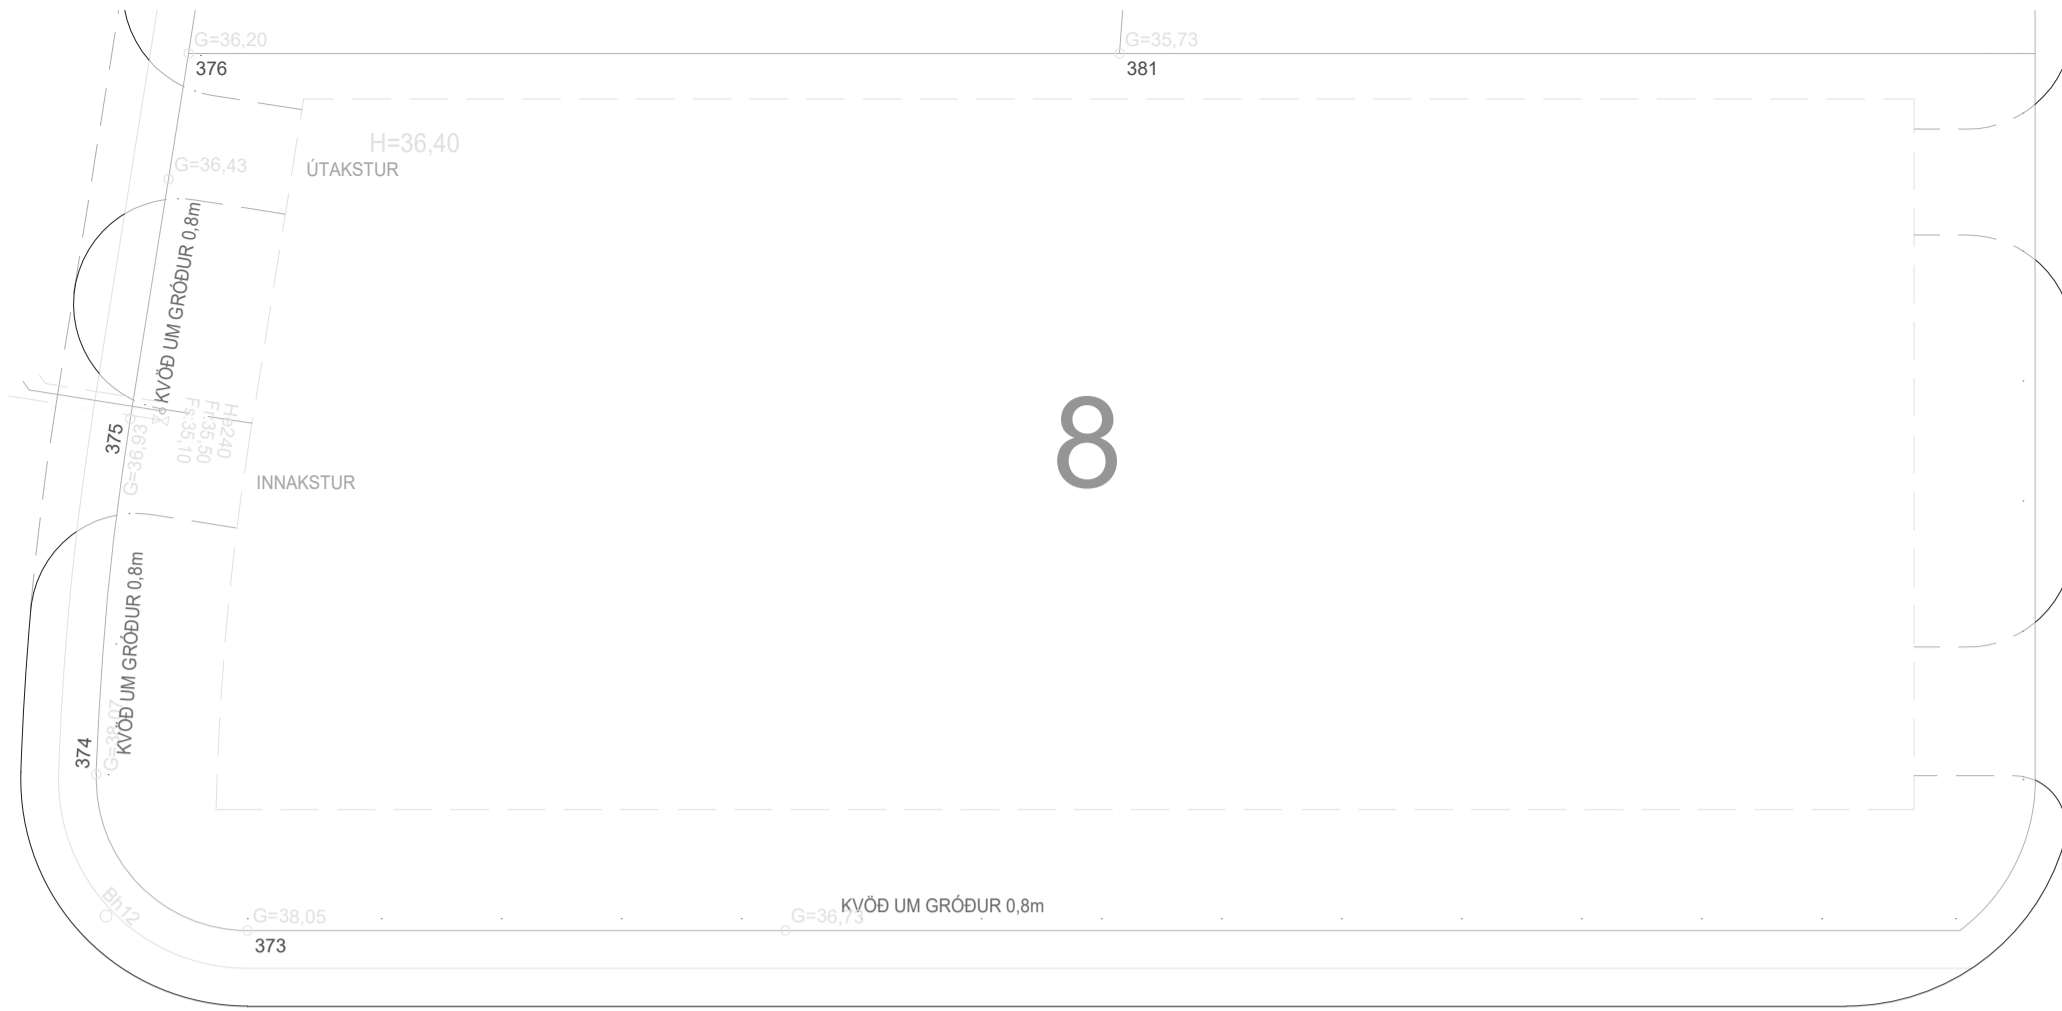 G=36,20
G=35,73
376
381
H=36,40
G=36,43
ÚTAKSTUR
KVÖÐ UM GRÓÐUR 0,8m
Fr:35,50
Fs:35,10
375
G=36,93
8
INNAKSTUR
KVÖÐ UM GRÓÐUR 0,8m
374
G=38,07
Bh12
G=38,05
G=36,73
KVÖÐ UM GRÓÐUR 0,8m
373